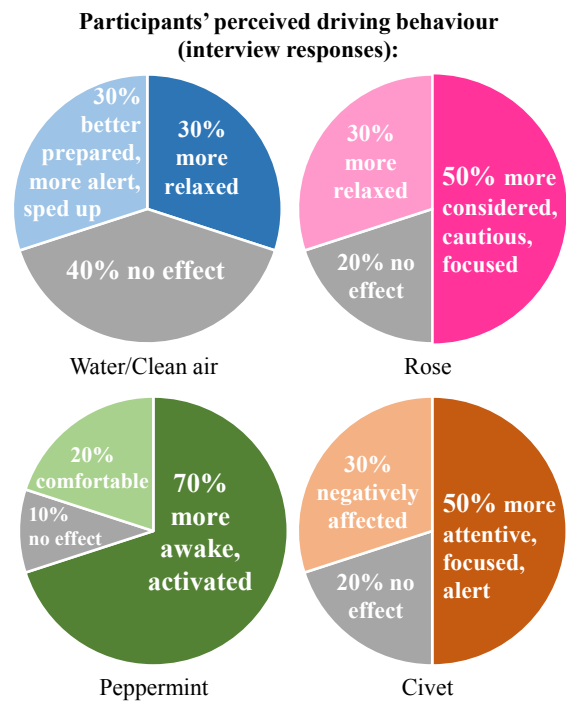 Participants' perceived driving behaviour
(interview responses):
30%
better
prepared,
more alert,
sped up
30%
more
relaxed
40% no effect
Water/Clean air
30%
more
relaxed
50% more
considered,
cautious,
focused
20% no
effect
Rose
20%
comfortable
10%
no effect
70%
more
awake,
activated
Peppermint
30%
negatively
affected
50% more
attentive,
focused,
alert
20% no
effect
Civet